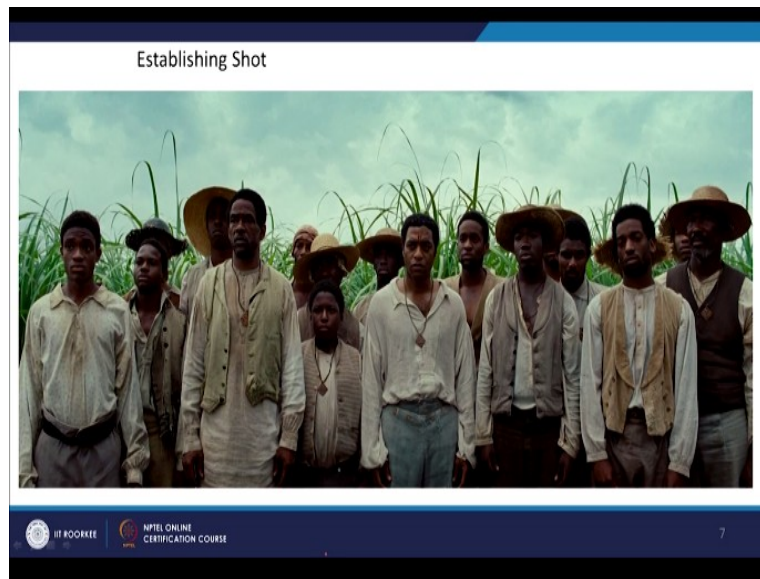 Establishing Shot
IIT ROORKEE
NPTEL ONLINE
CERTIFICATION COURSE
7